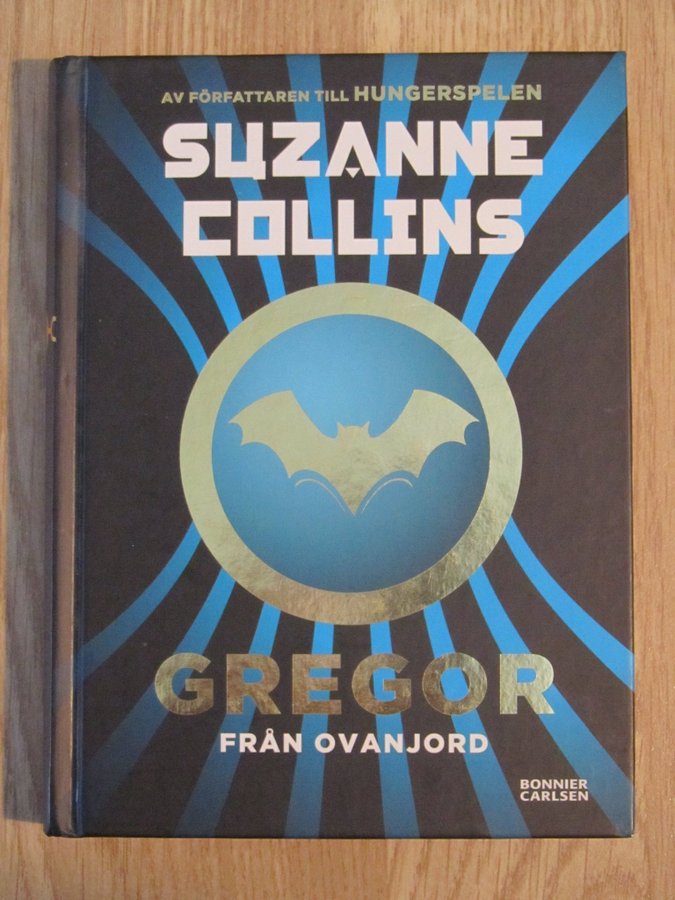 AV FÖRFATTAREN TILL HUNGERSPELEN
SUZANNE
COLLINS
GREGOR
FRÅN OVANJORD
BONNIER
CARLSEN